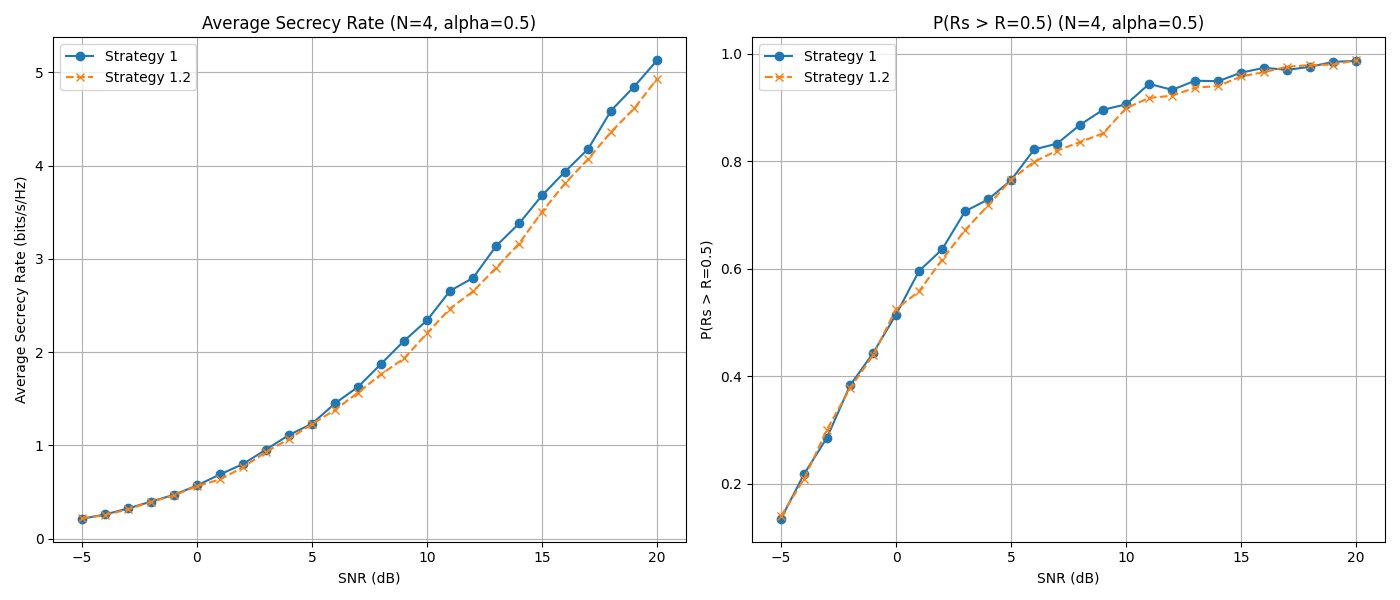 Average Secrecy Rate (N=4, alpha=0.5)
Strategy 1
Strategy 1.2
Average Secrecy Rate (bits/s/Hz)
5
4
3
2
1
0
−5 0 5 10 15 20
SNR (dB)
P(Rs > R=0.5) (N=4, alpha=0.5)
Strategy 1
Strategy 1.2
P(Rs > R=0.5)
1.0
0.8
0.6
0.4
0.2
−5 0 5 10 15 20
SNR (dB)